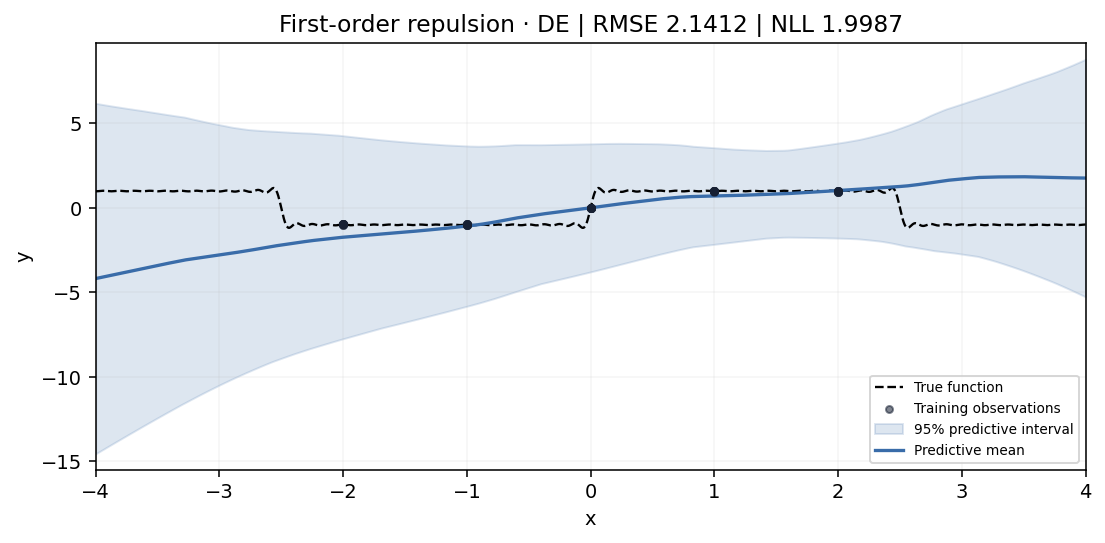 First-order repulsion · DE | RMSE 2.1412 | NLL 1.9987
y
5
0
−5
−10
−15
True function
Training observations
95% predictive interval
Predictive mean
−4 −3 −2 −1 0 1 2 3 4
x